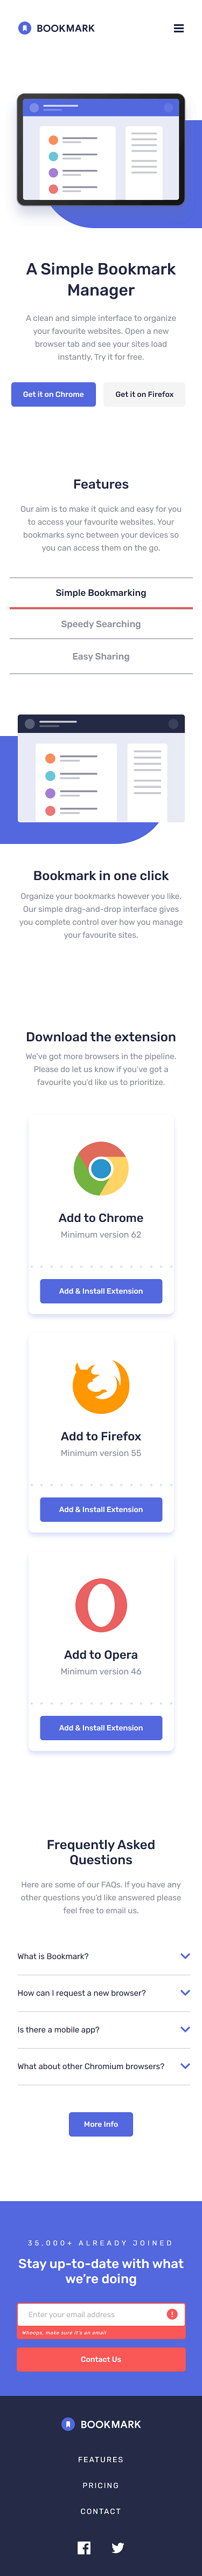 BOOKMARK
A Simple Bookmark
Manager
A clean and simple interface to organize
your favourite websites. Open a new
browser tab and see your sites load
instantly. Try it for free.
Get it on Chrome
Get it on Firefox
Features
Our aim is to make it quick and easy for you
to access your favourite websites. Your
bookmarks sync between your devices so
you can access them on the go.
Simple Bookmarking
Speedy Searching
Easy Sharing
Bookmark in one click
Organize your bookmarks however you like.
Our simple drag-and-drop interface gives
you complete control over how you manage
your favourite sites.
Download the extension
We've got more browsers in the pipeline.
Please do let us know if you've got a
favourite you'd like us to prioritize.
Add to Chrome
Minimum version 62
Add & Install Extension
Add to Firefox
Minimum version 55
Add & Install Extension
Add to Opera
Minimum version 46
Add & Install Extension
Frequently Asked
Questions
Here are some of our FAQs. If you have any
other questions you'd like answered please
feel free to email us.
What is Bookmark?
How can I request a new browser?
Is there a mobile app?
What about other Chromium browsers?
More Info
35,000+ ALREADY JOINED
Stay up-to-date with what
we're doing
Enter your email address
Whoops, make sure it's an email
Contact Us
BOOKMARK
FEATURES
PRICING
CONTACT